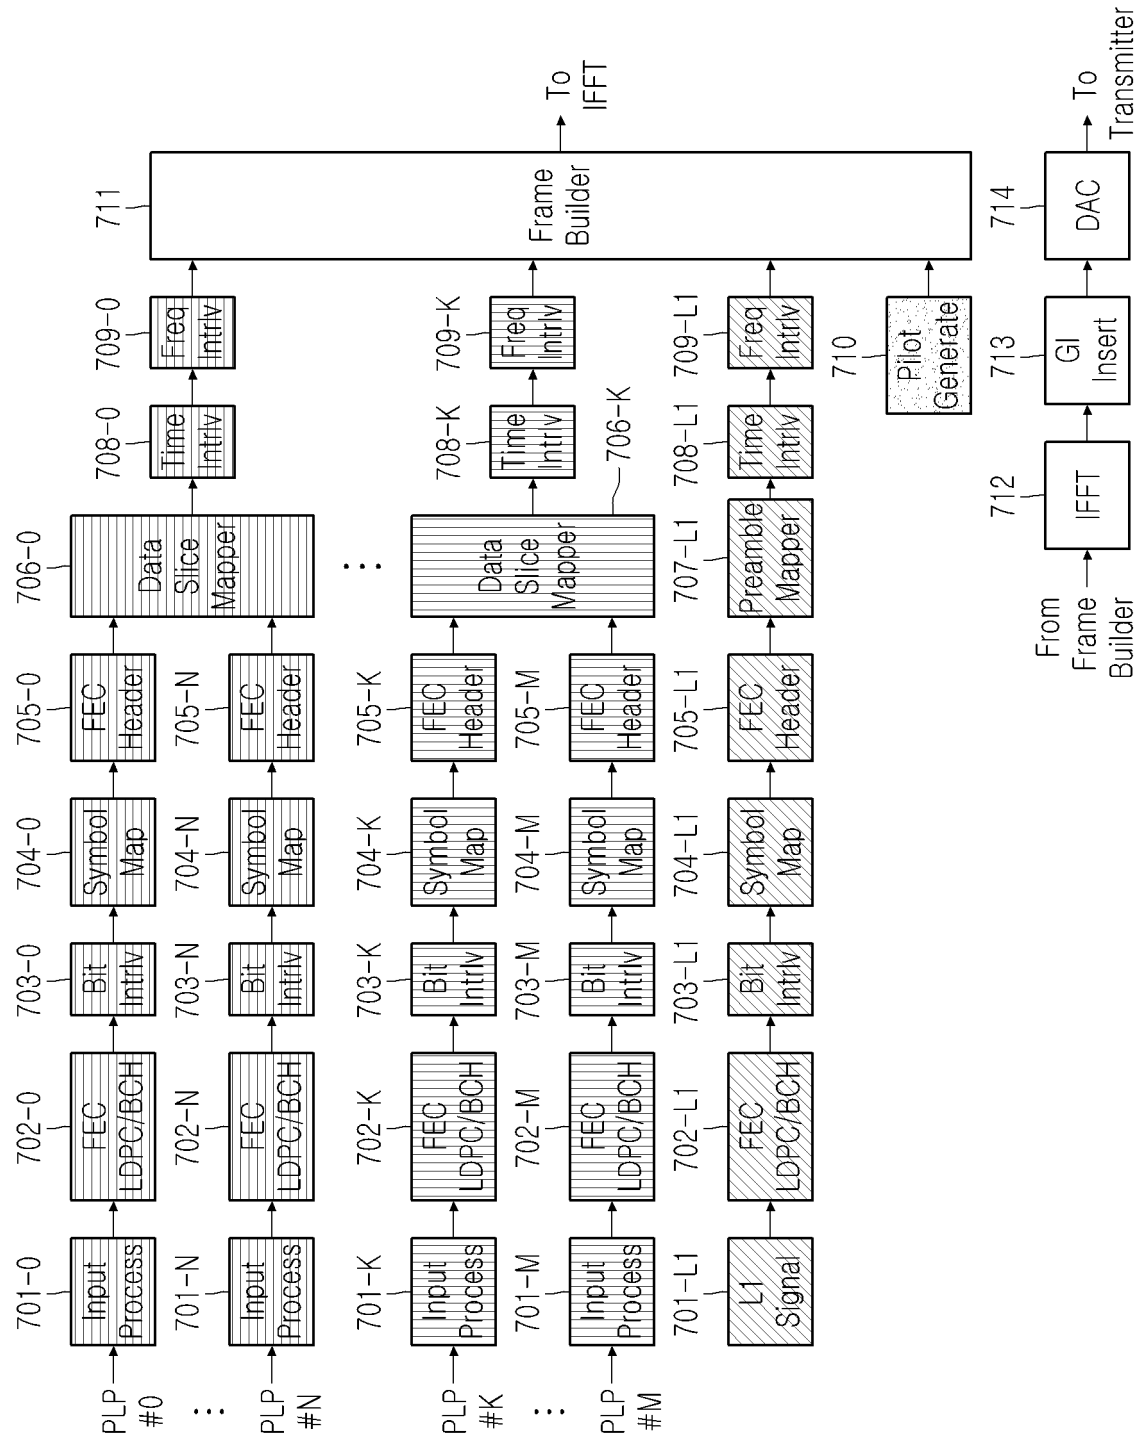 PLP
#0
701-0
Input
Process
702-0
FEC
LDPC/BCH
703-0
Bit
Intrlv
704-0
Symbol
Map
705-0
FEC
Header
706-0
Data
Slice
Mapper
708-0
Time
Intrlv
709-0
Freq
Intrlv
711
Frame
Builder
To
IFFT
PLP
#N
701-N
Input
Process
702-N
FEC
LDPC/BCH
703-N
Bit
Intrlv
704-N
Symbol
Map
705-N
FEC
Header
PLP
#K
701-K
Input
Process
702-K
FEC
LDPC/BCH
703-K
Bit
Intrlv
704-K
Symbol
Map
705-K
FEC
Header
Data
Slice
Mapper
706-K
708-K
Time
Intrlv
709-K
Freq
Intrlv
PLP
#M
701-M
Input
Process
702-M
FEC
LDPC/BCH
703-M
Bit
Intrlv
704-M
Symbol
Map
705-M
FEC
Header
701-L1
L1
Signal
702-L1
FEC
LDPC/BCH
703-L1
Bit
Intrlv
704-L1
Symbol
Map
705-L1
FEC
Header
707-L1
Preamble
Mapper
708-L1
Time
Intrlv
709-L1
Freq
Intrlv
710
Pilot
Generate
From
Frame
Builder
712
IFFT
713
GI
Insert
714
DAC
To
Transmitter